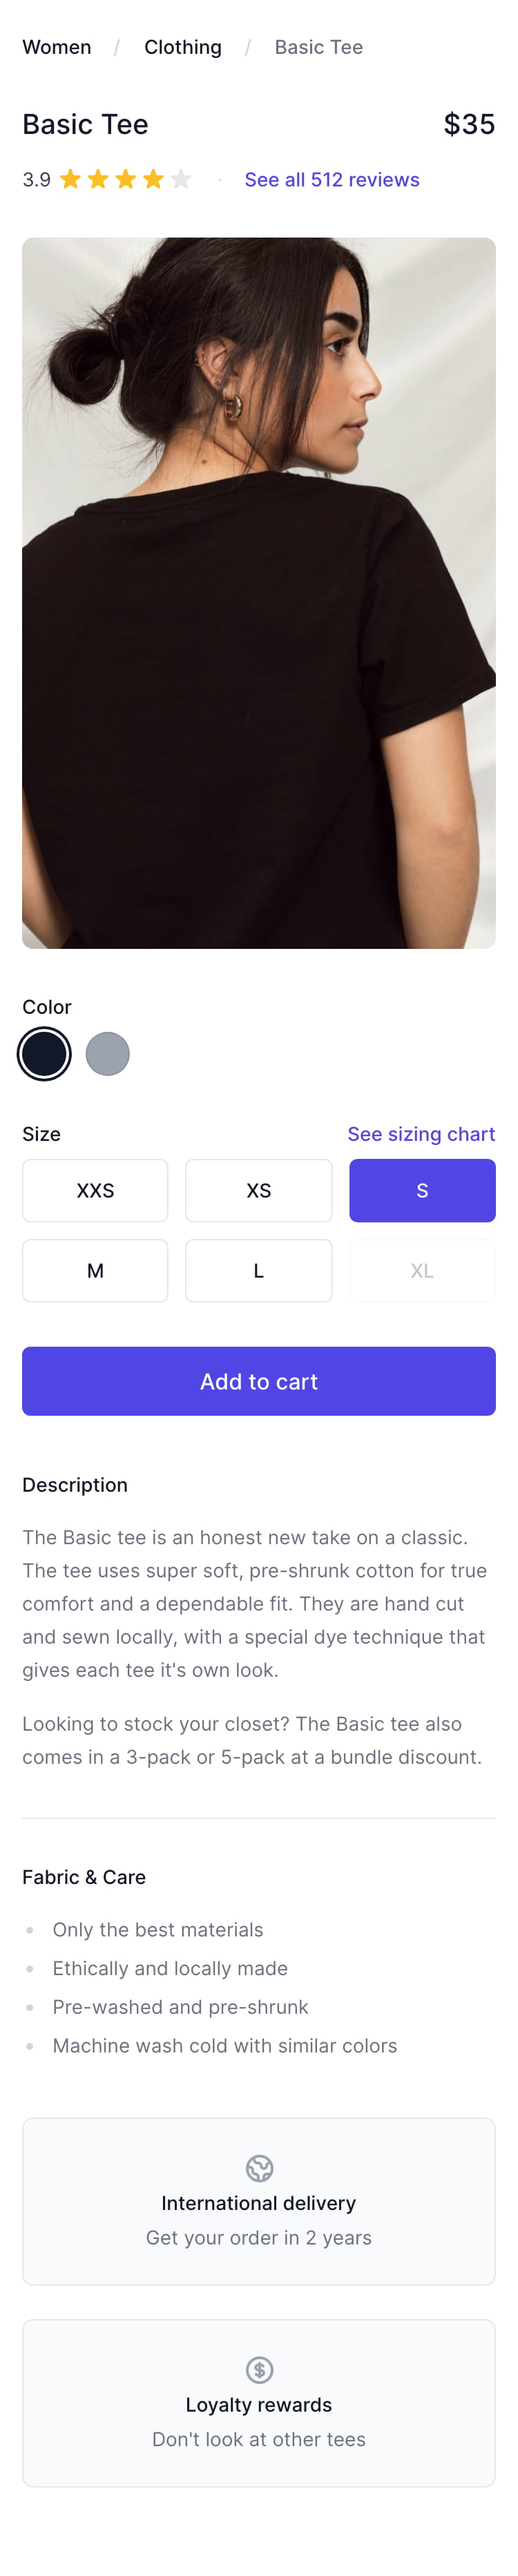 Women / Clothing / Basic Tee
Basic Tee $35
3.9 · See all 512 reviews
Color
Size See sizing chart
XXS XS S
M L XL
Add to cart
Description
The Basic tee is an honest new take on a classic.
The tee uses super soft, pre-shrunk cotton for true
comfort and a dependable fit. They are hand cut
and sewn locally, with a special dye technique that
gives each tee it's own look.
Looking to stock your closet? The Basic tee also
comes in a 3-pack or 5-pack at a bundle discount.
Fabric & Care
• Only the best materials
• Ethically and locally made
• Pre-washed and pre-shrunk
• Machine wash cold with similar colors
International delivery
Get your order in 2 years
$
Loyalty rewards
Don't look at other tees